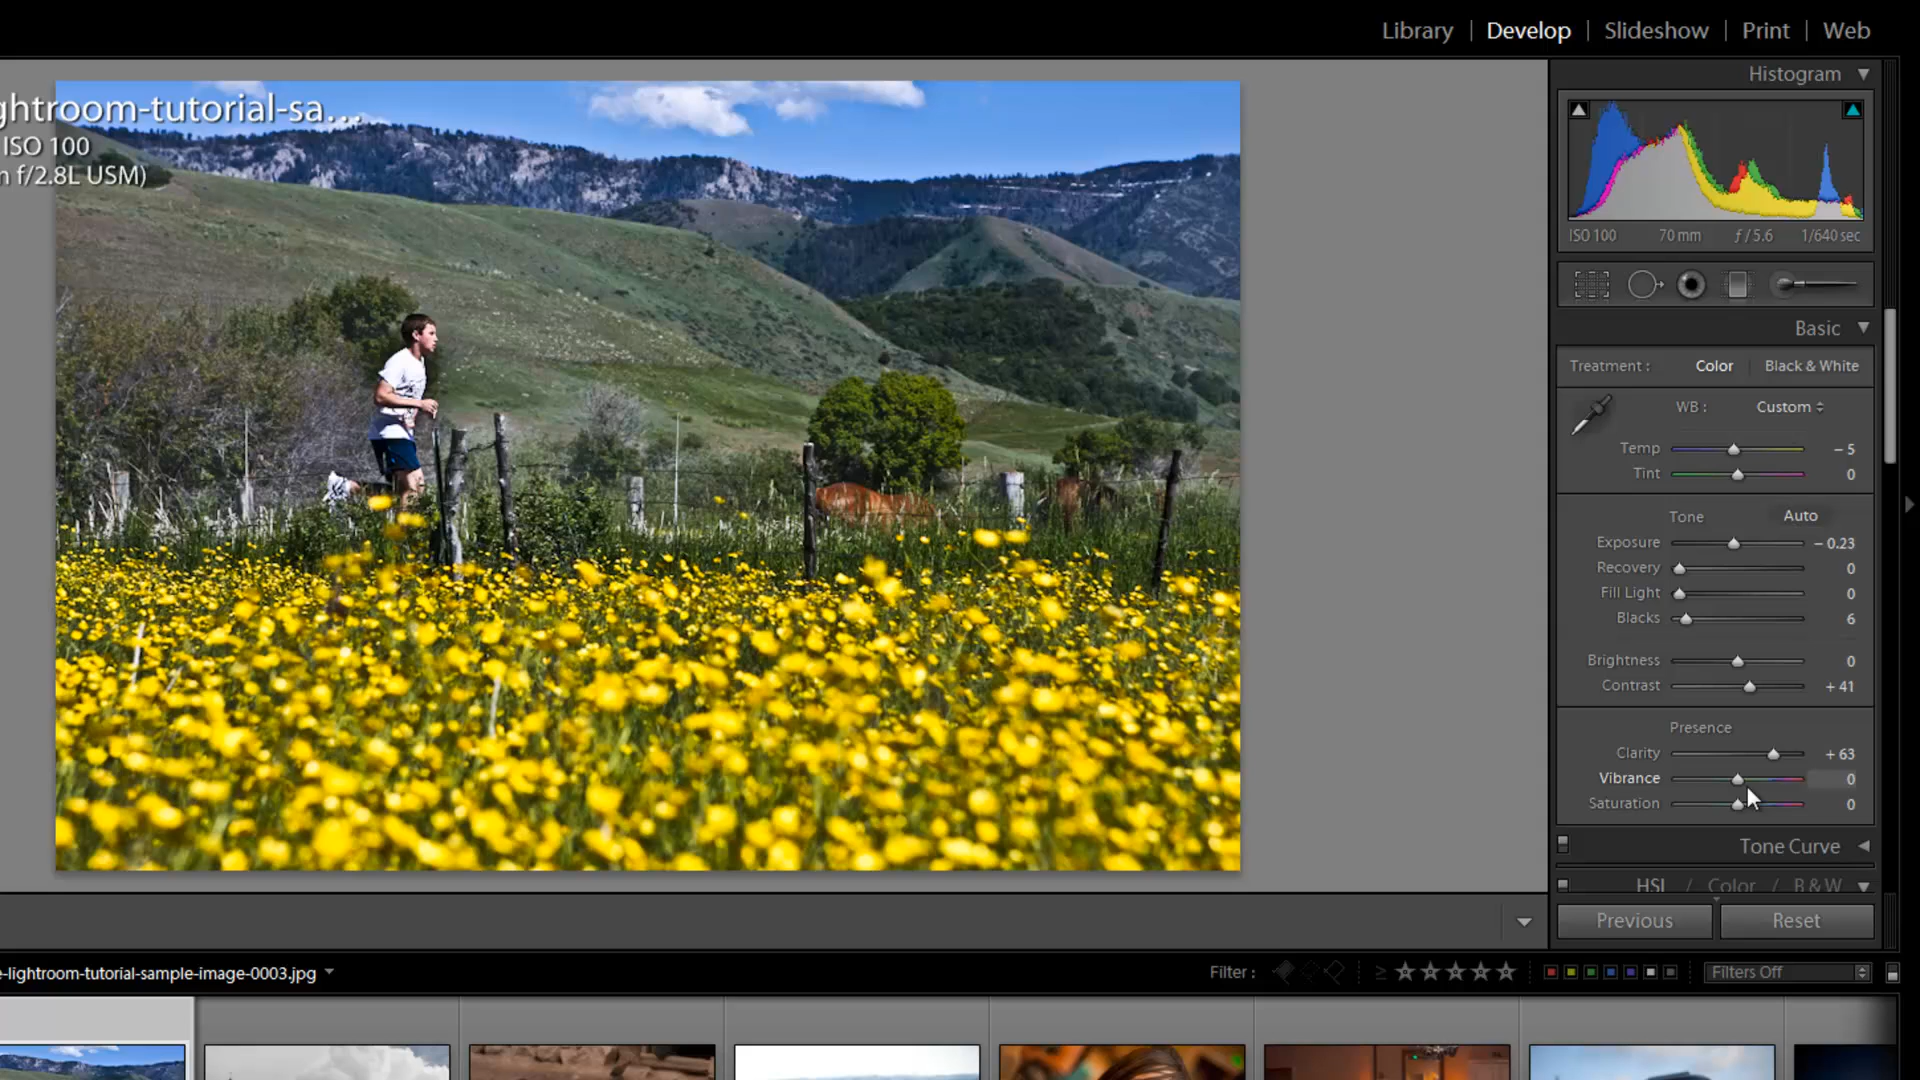 Library | Develop | Slideshow | Print | Web
ghtroom-tutorial-sa...
ISO 100
n f/2.8L USM)
Histogram
ISO 100 70 mm ƒ / 5.6 1/640 sec
Basic
Treatment : Color Black & White
WB : Custom
Temp - 5
Tint 0
Tone Auto
Exposure - 0.23
Recovery 0
Fill Light 0
Blacks 6
Brightness 0
Contrast + 41
Presence
Clarity + 63
Vibrance 0
Saturation 0
Tone Curve
HSL / Color / B & W
Previous Reset
e-lightroom-tutorial-sample-image-0003.jpg
Filter : ≥ Filters Off